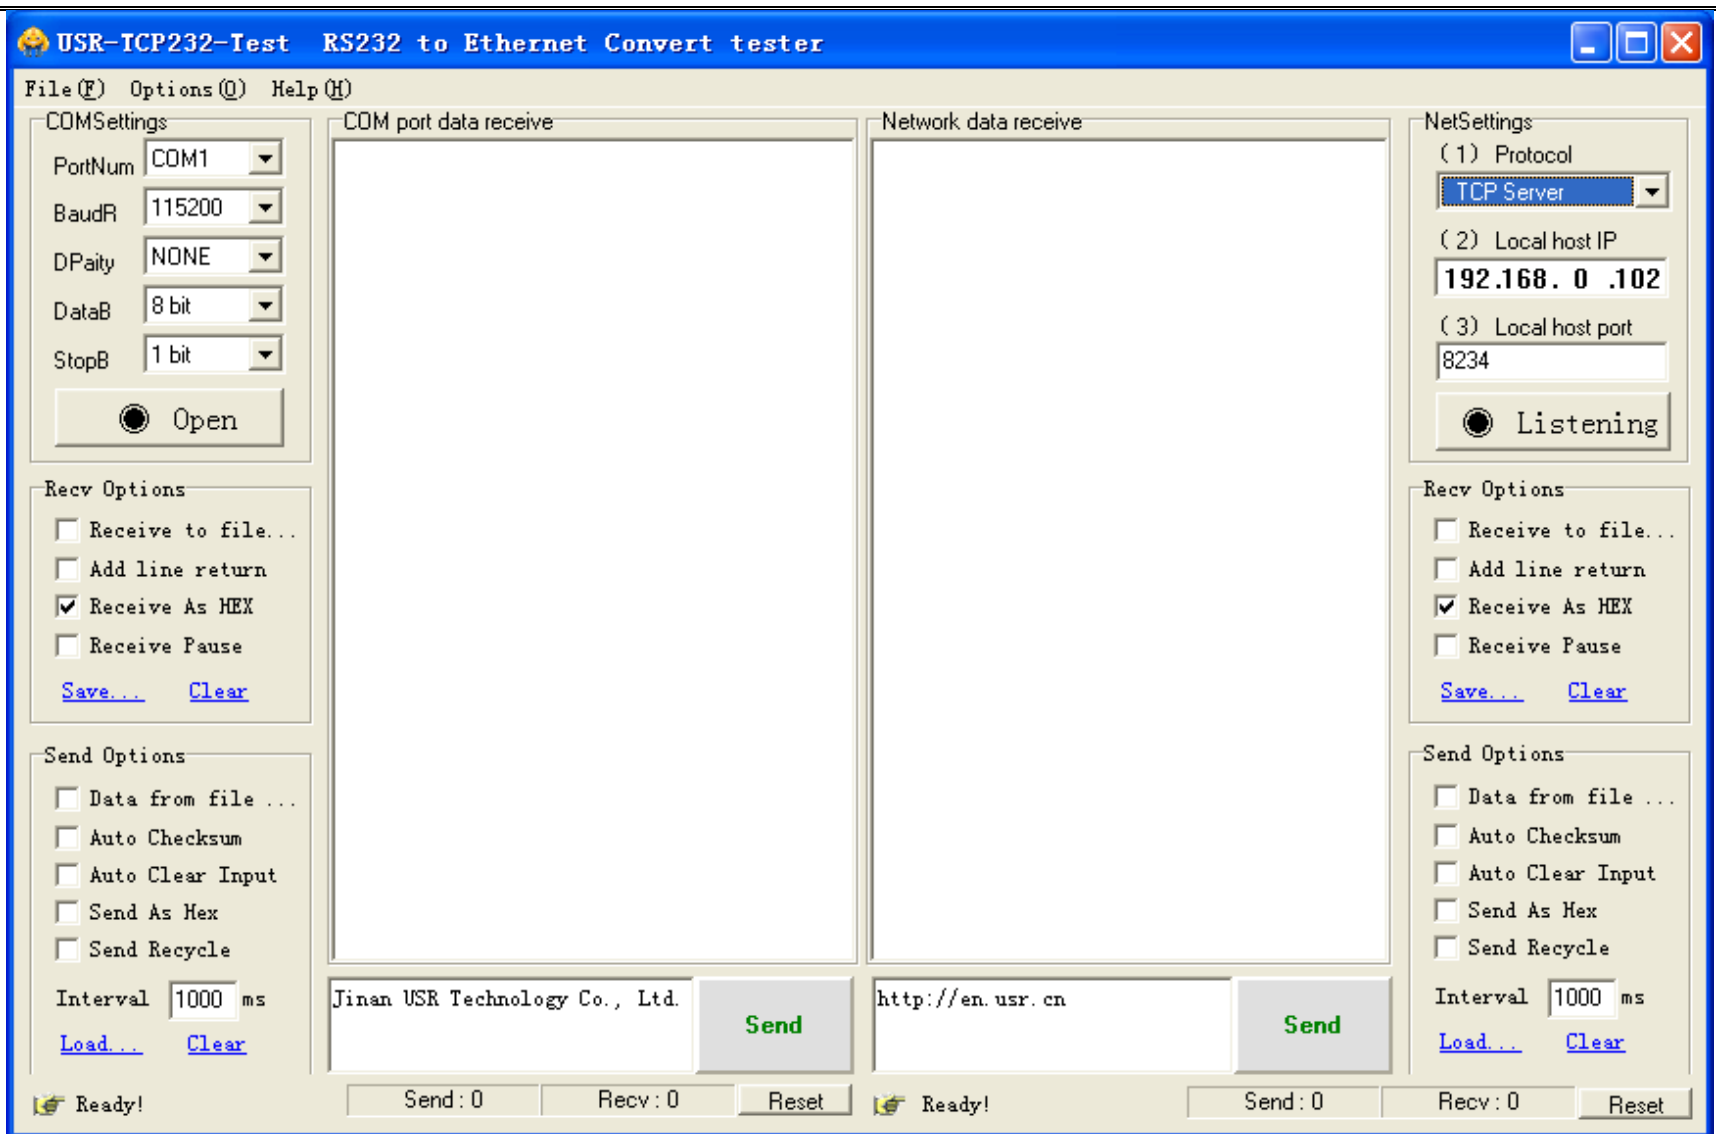 USR-TCP232-Test   RS232 to Ethernet Convert tester
File(F)  Options(O)  Help(H)
COMSettings
PortNum COM1
BaudR 115200
DPaity NONE
DataB 8 bit
StopB 1 bit
Open
Recv Options
Receive to file...
Add line return
Receive As HEX
Receive Pause
Save...  Clear
Send Options
Data from file ...
Auto Checksum
Auto Clear Input
Send As Hex
Send Recycle
Interval 1000 ms
Load...  Clear
Ready!
COM port data receive
Jinan USR Technology Co., Ltd.
Send
Send : 0
Recv : 0
Reset
Network data receive
http://en.usr.cn
Send
Ready!
Send : 0
Recv : 0
Reset
NetSettings
(1) Protocol
TCP Server
(2) Local host IP
192.168. 0 .102
(3) Local host port
8234
Listening
Recv Options
Receive to file...
Add line return
Receive As HEX
Receive Pause
Save...  Clear
Send Options
Data from file ...
Auto Checksum
Auto Clear Input
Send As Hex
Send Recycle
Interval 1000 ms
Load...  Clear